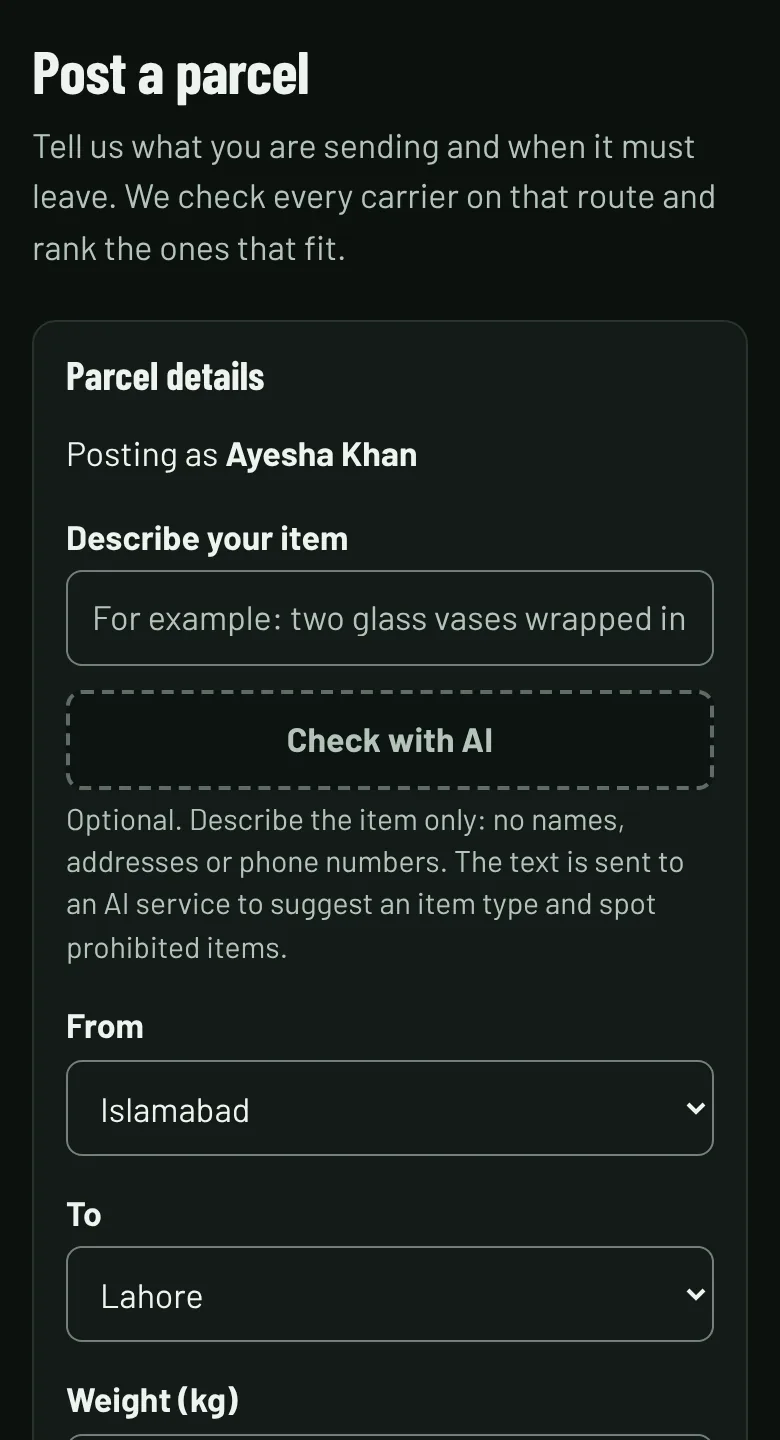 Post a parcel
Tell us what you are sending and when it must
leave. We check every carrier on that route and
rank the ones that fit.
Parcel details
Posting as Ayesha Khan
Describe your item
For example: two glass vases wrapped in
Check with AI
Optional. Describe the item only: no names,
addresses or phone numbers. The text is sent to
an AI service to suggest an item type and spot
prohibited items.
From
Islamabad
To
Lahore
Weight (kg)